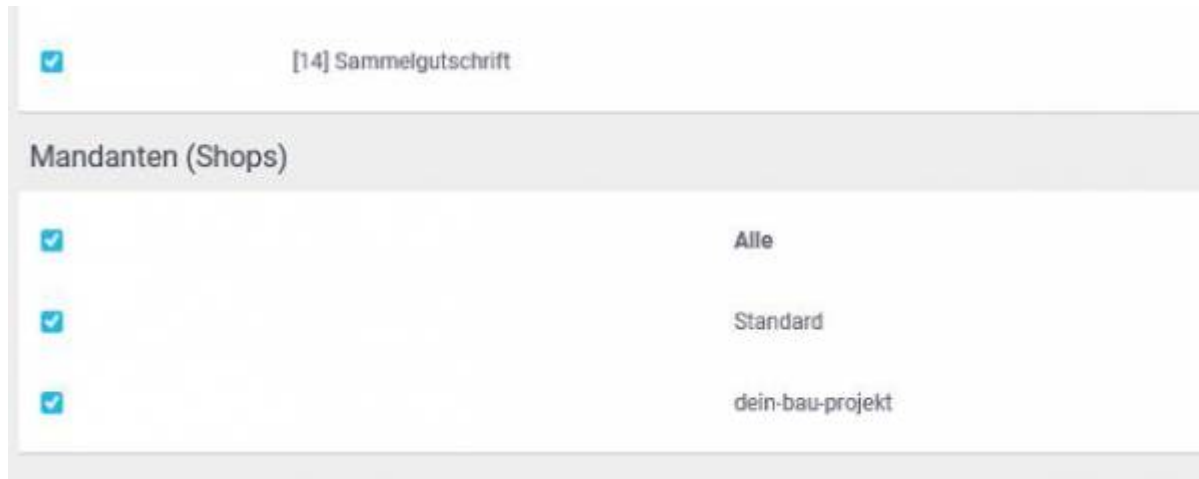 [14] Sammelgutschrift
Mandanten (Shops)
Alle
Standard
dein-bau-projekt